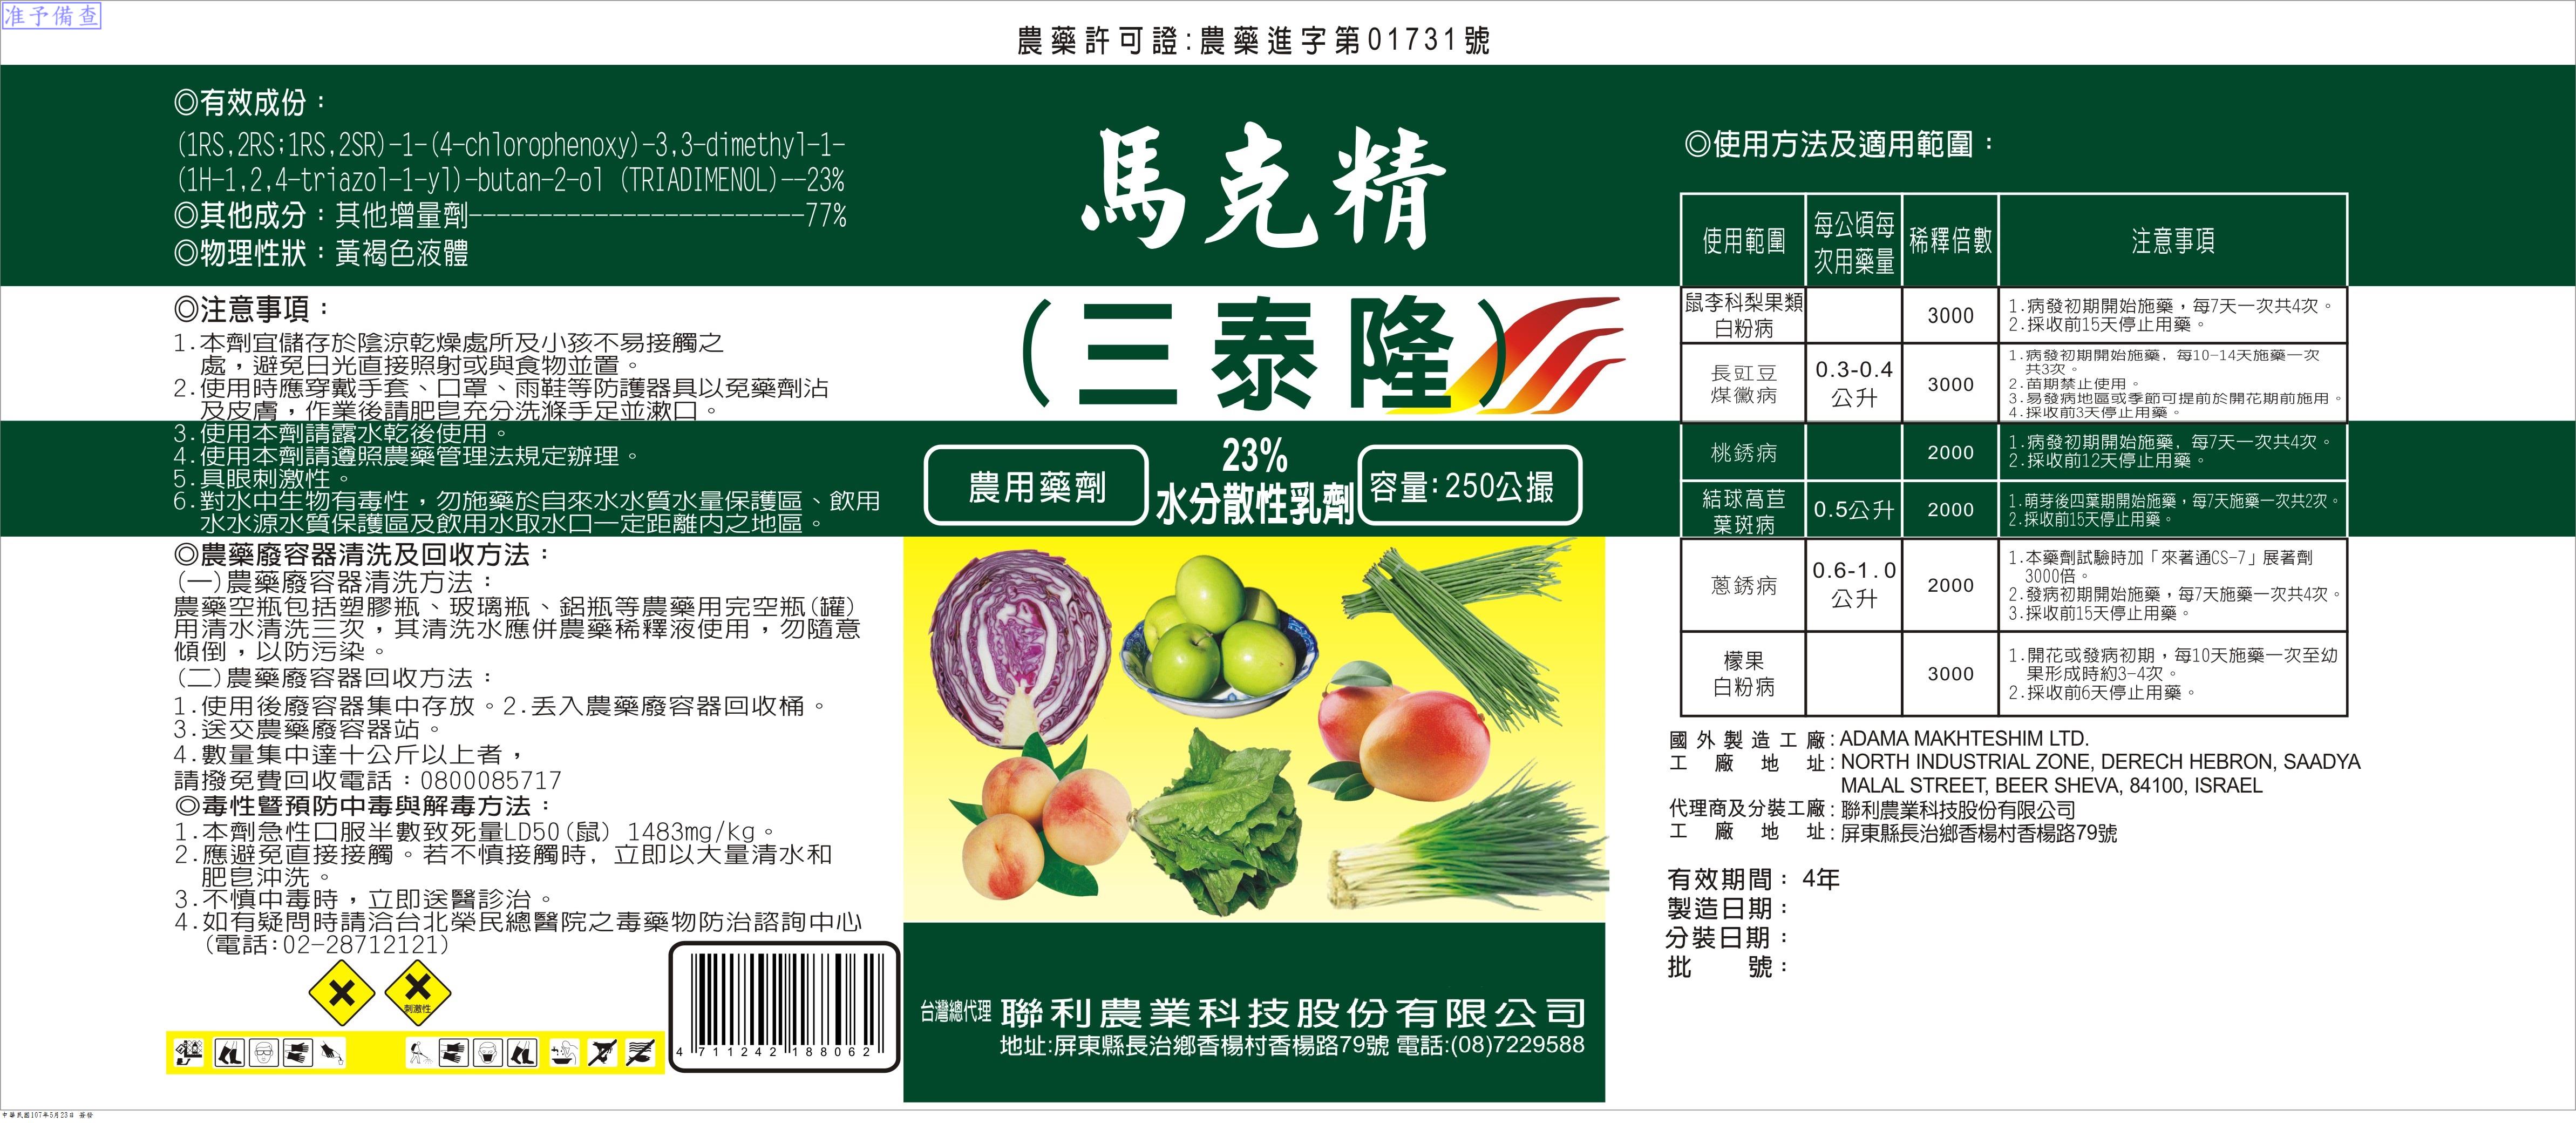 准予備查
農藥許可證:農藥進字第01731號
◎有效成份：
(1RS,2RS;1RS,2SR)-1-(4-chlorophenoxy)-3,3-dimethyl-1-
(1H-1,2,4-triazol-1-yl)-butan-2-ol (TRIADIMENOL)--23%
◎其他成分：其他增量劑------------------------77%
◎物理性狀：黃褐色液體
◎注意事項：
1.本劑宜儲存於陰涼乾燥處所及小孩不易接觸之
處，避免日光直接照射或與食物並置。
2.使用時應穿戴手套、口罩、雨鞋等防護器具以免藥劑沾
及皮膚，作業後請肥皂充分洗滌手足並漱口。
3.使用本劑請露水乾後使用。
4.使用本劑請遵照農藥管理法規定辦理。
5.具眼刺激性。
6.對水中生物有毒性，勿施藥於自來水水質水量保護區、飲用
水水源水質保護區及飲用水取水口一定距離內之地區。
◎農藥廢容器清洗及回收方法：
(一)農藥廢容器清洗方法：
農藥空瓶包括塑膠瓶、玻璃瓶、鋁瓶等農藥用完空瓶(罐)
用清水清洗三次，其清洗水應併農藥稀釋液使用，勿隨意
傾倒，以防污染。
(二)農藥廢容器回收方法：
1.使用後廢容器集中存放。2.丟入農藥廢容器回收桶。
3.送交農藥廢容器站。
4.數量集中達十公斤以上者，
請撥免費回收電話：0800085717
◎毒性暨預防中毒與解毒方法：
1.本劑急性口服半數致死量LD50(鼠) 1483mg/kg。
2.應避免直接接觸。若不慎接觸時, 立即以大量清水和
肥皂沖洗。
3.不慎中毒時，立即送醫診治。
4.如有疑問時請洽台北榮民總醫院之毒藥物防治諮詢中心
(電話:02-28712121)
刺激性
4 711242 188062
馬克精
(三泰隆)
農用藥劑
23%
水分散性乳劑
容量:250公撮
台灣總代理 聯利農業科技股份有限公司
地址:屏東縣長治鄉香楊村香楊路79號 電話:(08)7229588
◎使用方法及適用範圍：
使用範圍 每公頃每次用藥量 稀釋倍數 注意事項
鼠李科梨果類
白粉病
3000
1.病發初期開始施藥，每7天一次共4次。
2.採收前15天停止用藥。
長豇豆
煤黴病
0.3-0.4
公升
3000
1.病發初期開始施藥, 每10-14天施藥一次
共3次。
2.苗期禁止使用。
3.易發病地區或季節可提前於開花期前施用。
4.採收前3天停止用藥。
桃銹病
2000
1.病發初期開始施藥, 每7天一次共4次。
2.採收前12天停止用藥。
結球萵苣
葉斑病
0.5公升
2000
1.萌芽後四葉期開始施藥，每7天施藥一次共2次。
2.採收前15天停止用藥。
蔥銹病
0.6-1.0
公升
2000
1.本藥劑試驗時加「來著通CS-7」展著劑
3000倍。
2.發病初期開始施藥，每7天施藥一次共4次。
3.採收前15天停止用藥。
檬果
白粉病
3000
1.開花或發病初期，每10天施藥一次至幼
果形成時約3-4次。
2.採收前6天停止用藥。
國外製造工廠：ADAMA MAKHTESHIM LTD.
工廠地址：NORTH INDUSTRIAL ZONE, DERECH HEBRON, SAADYA
MALAL STREET, BEER SHEVA, 84100, ISRAEL
代理商及分裝工廠：聯利農業科技股份有限公司
工廠地址：屏東縣長治鄉香楊村香楊路79號
有效期間：4年
製造日期：
分裝日期：
批號：
中華民國107年5月23日 簽發